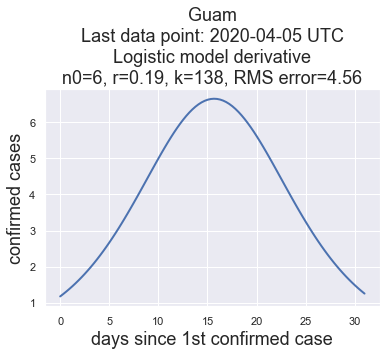 Guam
Last data point: 2020-04-05 UTC
Logistic model derivative
n0=6, r=0.19, k=138, RMS error=4.56
confirmed cases
6
5
4
3
2
1
0 5 10 15 20 25 30
days since 1st confirmed case